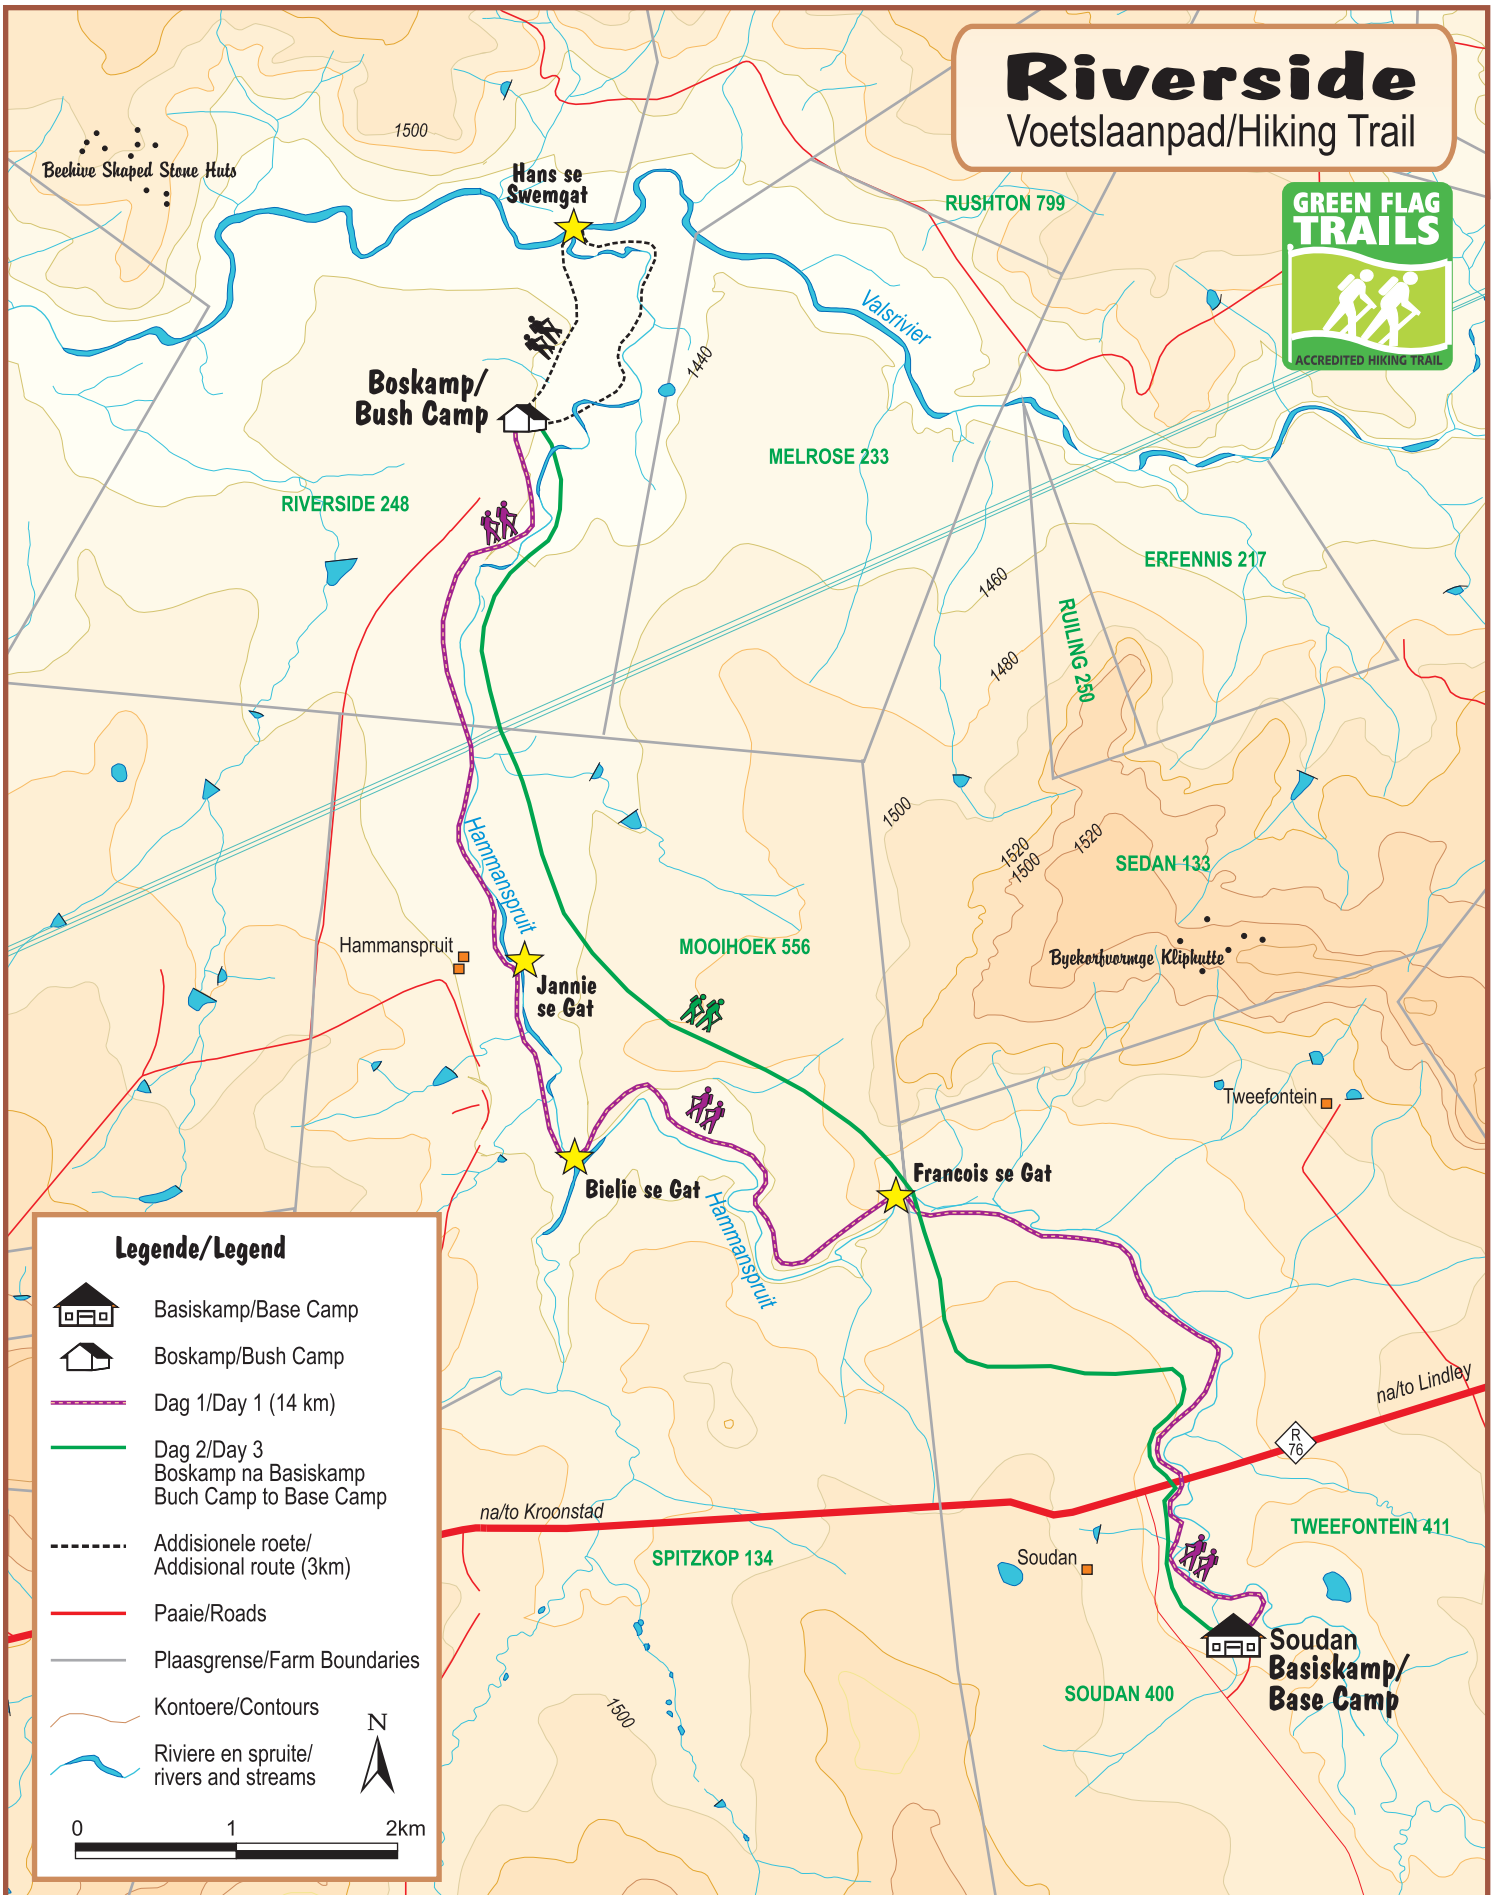 Riverside
Voetslaanpad/Hiking Trail
GREEN FLAG
TRAILS
ACCREDITED HIKING TRAIL
1500
Beehive Shaped Stone Huts
Hans se
Swemgat
RUSHTON 799
Valsrivier
1440
Boskamp/
Bush Camp
MELROSE 233
RIVERSIDE 248
ERFENNIS 217
1460
RUILING 250
1480
1500
1520
1500
1520
SEDAN 133
Hammanspruit
Hammanspruit
MOOIHOEK 556
Byekorfvormge Kliphutte
Jannie
se Gat
Tweefontein
Bielie se Gat
Francois se Gat
Hammanspruit
na/to Lindley
R
76
na/to Kroonstad
TWEEFONTEIN 411
SPITZKOP 134
Soudan
Soudan
Basiskamp/
Base Camp
SOUDAN 400
1500
Legende/Legend
Basiskamp/Base Camp
Boskamp/Bush Camp
Dag 1/Day 1 (14 km)
Dag 2/Day 3
Boskamp na Basiskamp
Buch Camp to Base Camp
Addisionele roete/
Addisional route (3km)
Paaie/Roads
Plaasgrense/Farm Boundaries
Kontoere/Contours
N
Riviere en spruite/
rivers and streams
0 1 2km